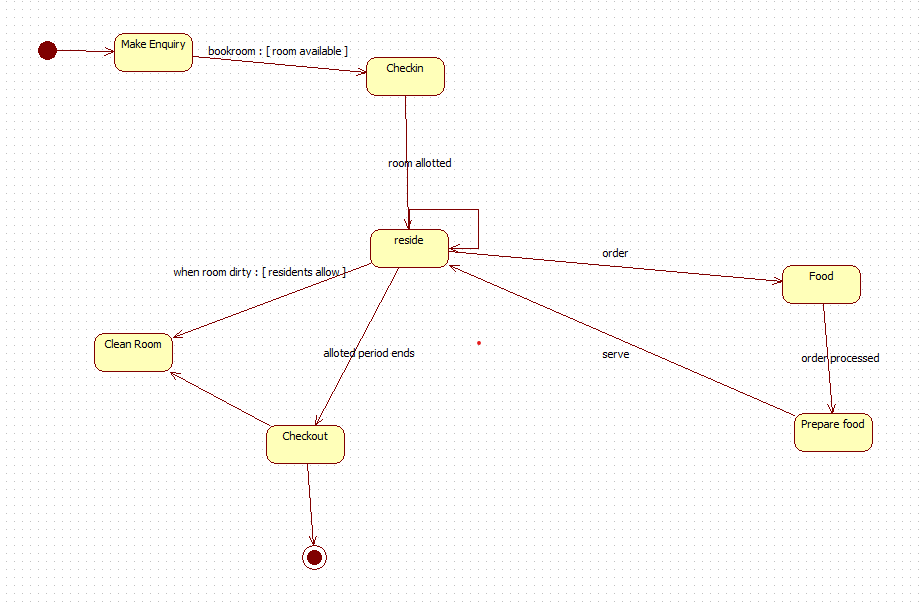 Make Enquiry
bookroom : [ room available ]
Checkin
room allotted
reside
order
when room dirty : [ residents allow ]
Food
Clean Room
alloted period ends
serve
order processed
Checkout
Prepare food